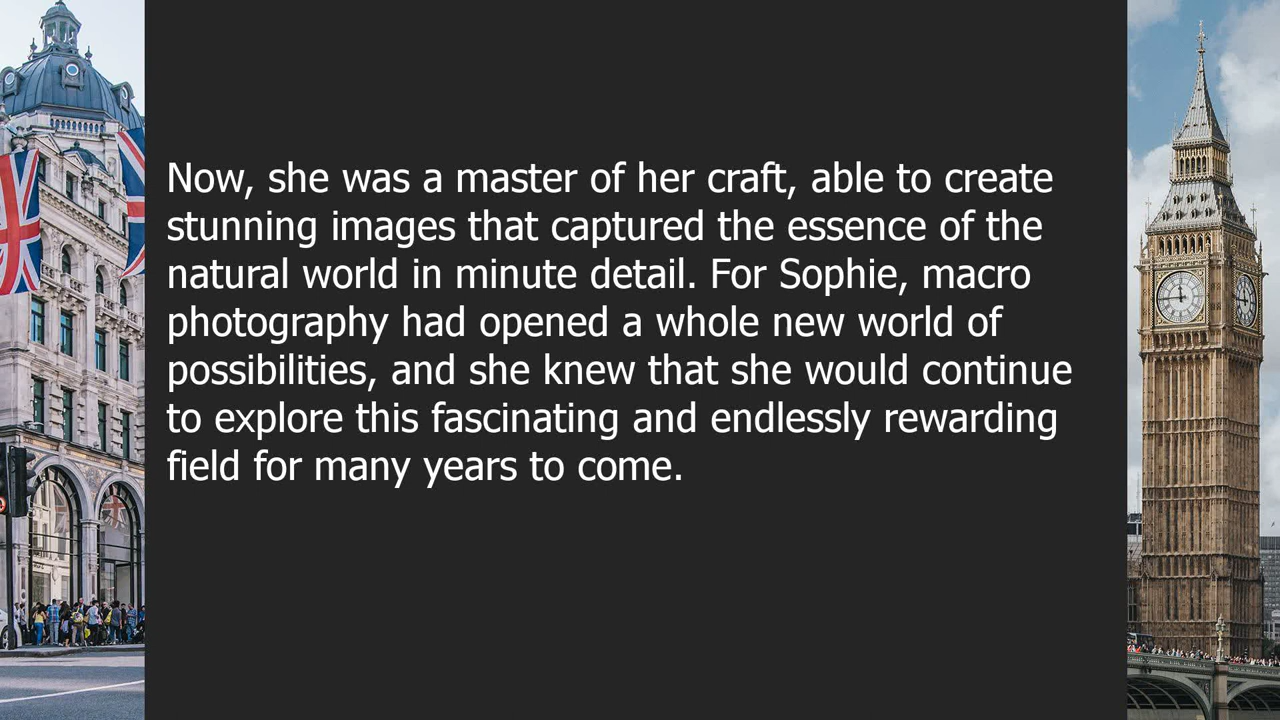 Now, she was a master of her craft, able to create
stunning images that captured the essence of the
natural world in minute detail. For Sophie, macro
photography had opened a whole new world of
possibilities, and she knew that she would continue
to explore this fascinating and endlessly rewarding
field for many years to come.